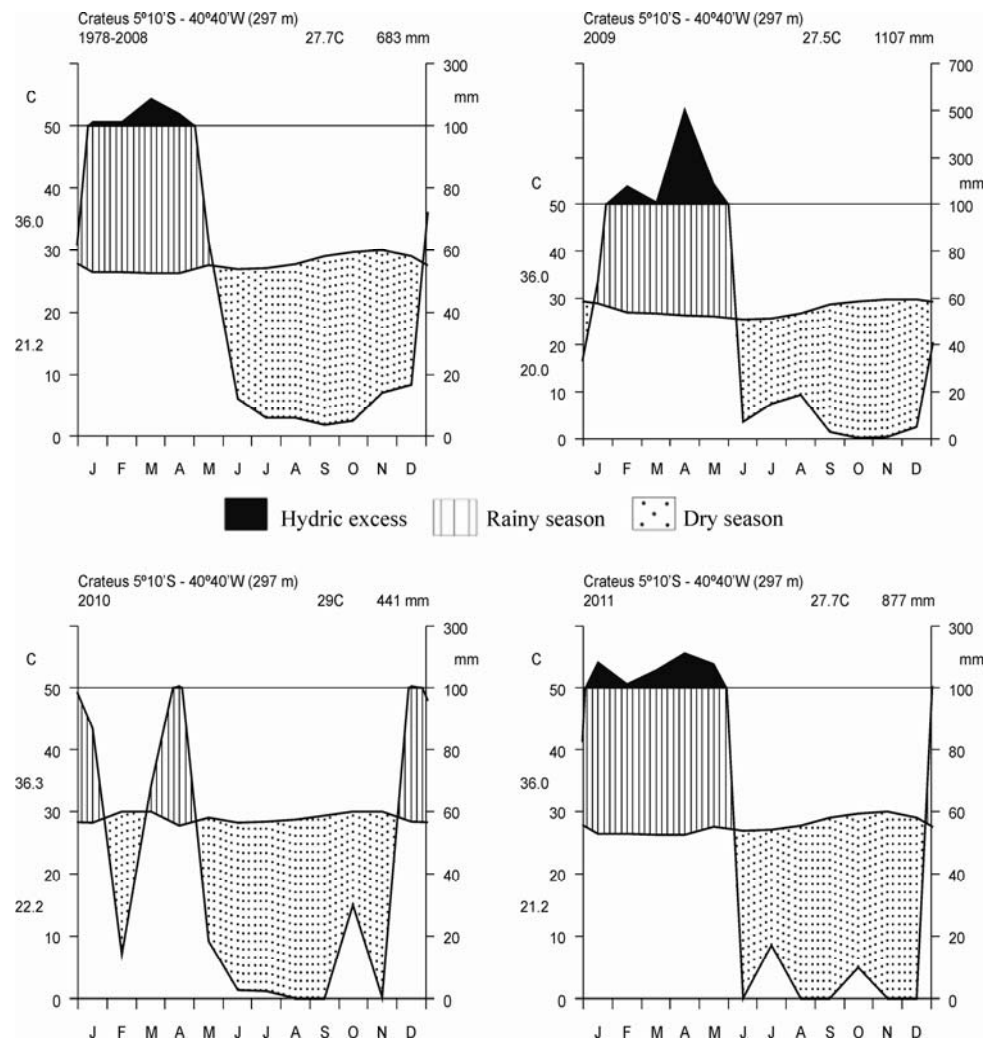 Crateus 5º10'S - 40º40'W (297 m)
1978-2008 27.7C 683 mm
300
C mm
50 100
40 80
36.0
30 60
20 40
21.2
10 20
0 0
J F M A M J J A S O N D
Crateus 5º10'S - 40º40'W (297 m)
2009 27.5C 1107 mm
700
500
300
C mm
50 100
40 80
36.0
30 60
20 40
20.0
10 20
0 0
J F M A M J J A S O N D
Hydric excess Rainy season Dry season
Crateus 5º10'S - 40º40'W (297 m)
2010 29C 441 mm
300
C mm
50 100
40 80
36.3
30 60
20 40
22.2
10 20
0 0
J F M A M J J A S O N D
Crateus 5º10'S - 40º40'W (297 m)
2011 27.7C 877 mm
300
C mm
50 100
40 80
36.0
30 60
20 40
21.2
10 20
0 0
J F M A M J J A S O N D